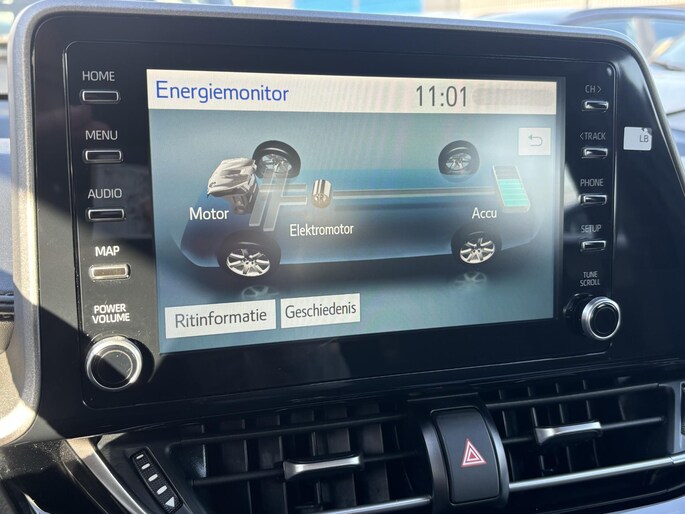 Energiemonitor 11:01
HOME
MENU
AUDIO
MAP
POWER
VOLUME
Motor
Elektromotor
Accu
Ritinformatie
Geschiedenis
CH >
< TRACK
PHONE
SETUP
TUNE
SCROLL
LB